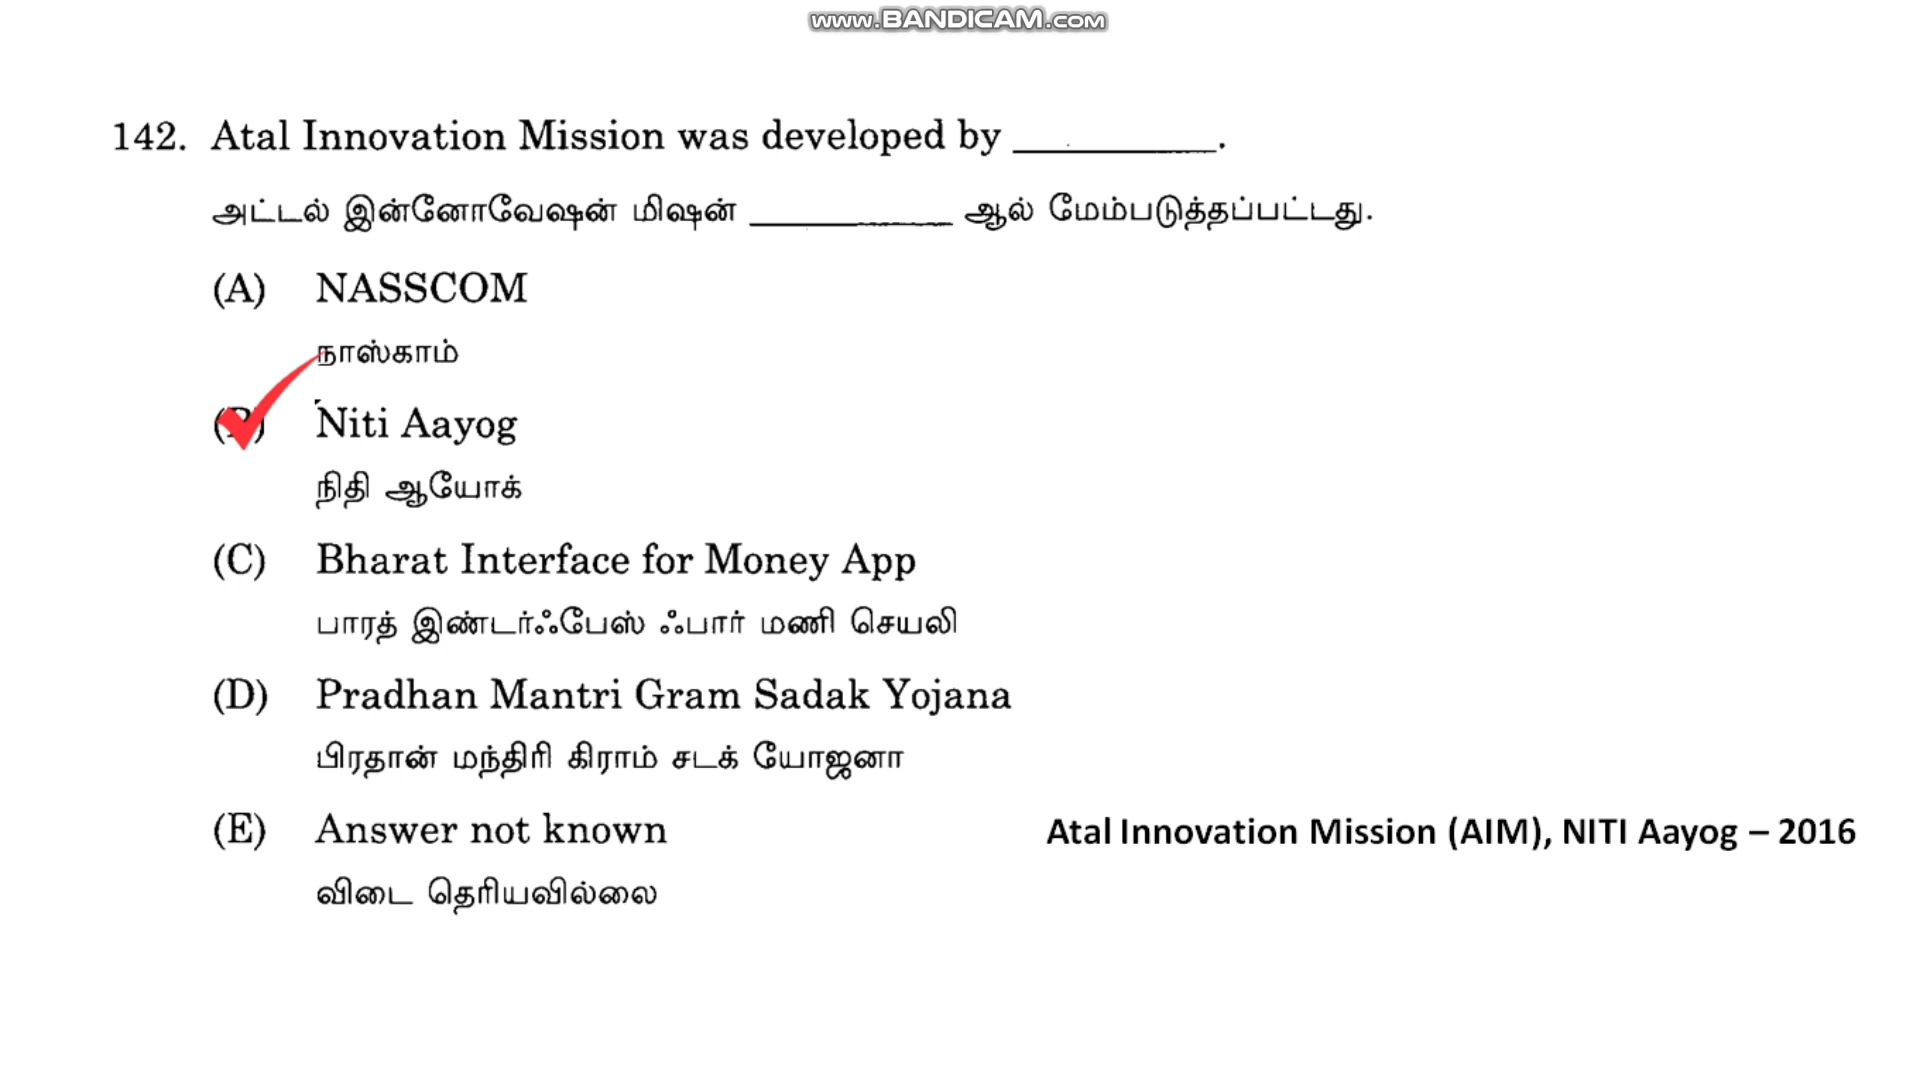 www.BANDICAM.com
142. Atal Innovation Mission was developed by __________.
அட்டல் இன்னோவேஷன் மிஷன் __________ ஆல் மேம்படுத்தப்பட்டது.
(A) NASSCOM
நாஸ்காம்
(B) Niti Aayog
நிதி ஆயோக்
(C) Bharat Interface for Money App
பாரத் இண்டர்ஃபேஸ் ஃபார் மணி செயலி
(D) Pradhan Mantri Gram Sadak Yojana
பிரதான் மந்திரி கிராம் சடக் யோஜனா
(E) Answer not known
Atal Innovation Mission (AIM), NITI Aayog – 2016
விடை தெரியவில்லை